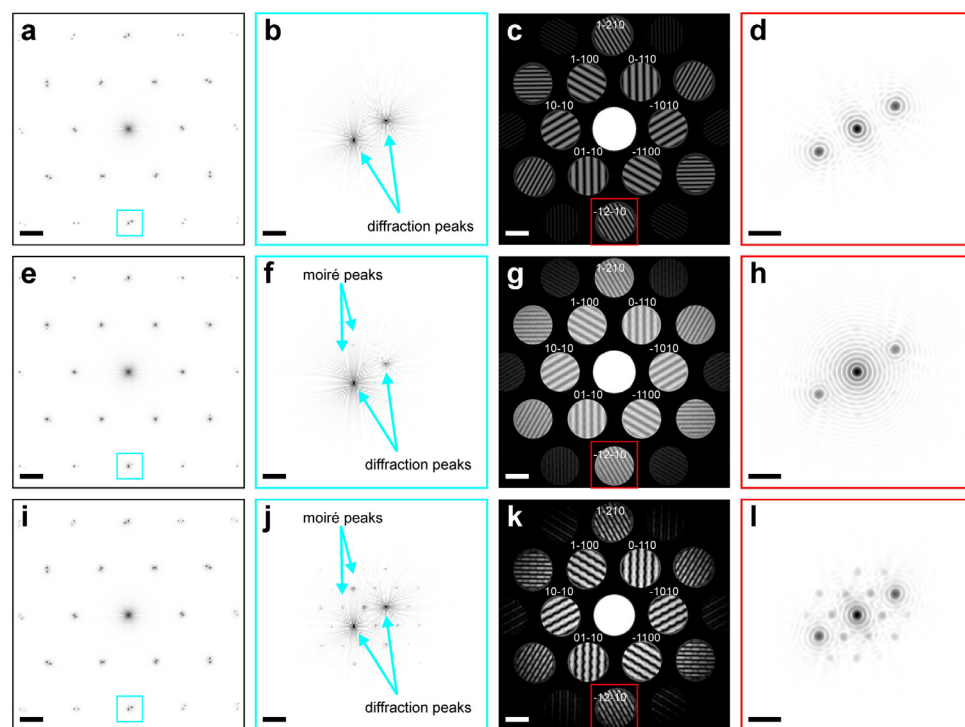 a
b
diffraction peaks
c
1-210
1-100
0-110
10-10
-1010
01-10
-1100
-12-10
d
e
f
moiré peaks
diffraction peaks
g
1-210
1-100
0-110
10-10
-1010
01-10
-1100
-12-10
h
i
j
moiré peaks
diffraction peaks
k
1-210
1-100
0-110
10-10
-1010
01-10
-1100
-12-10
l